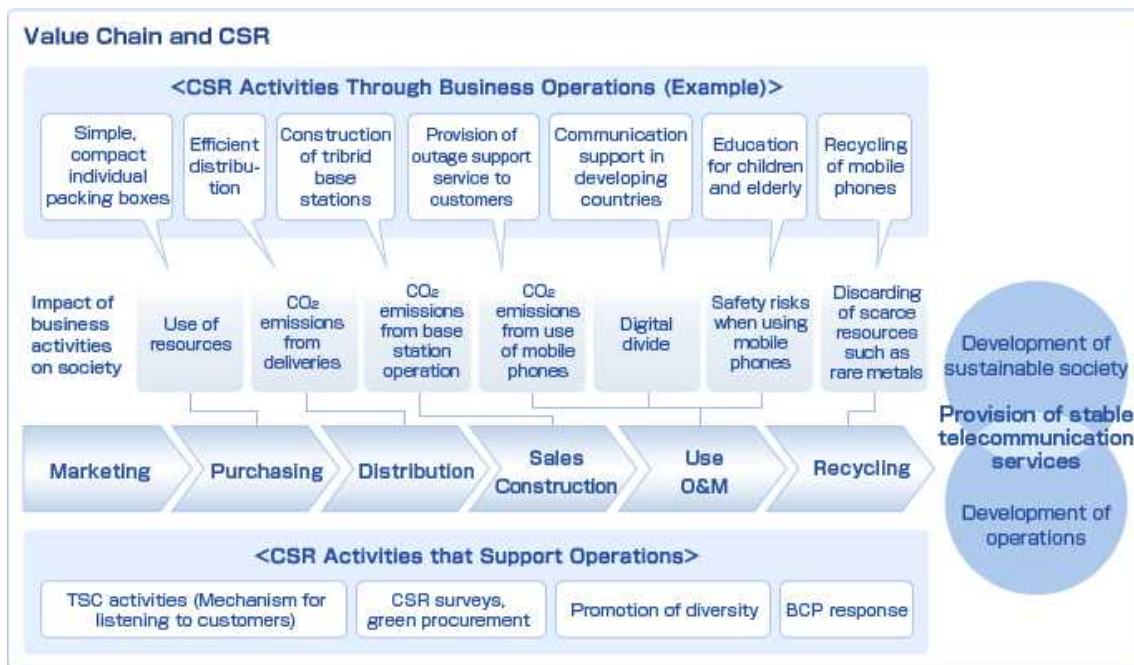 Value Chain and CSR
<CSR Activities Through Business Operations (Example)>
Simple,
compact
individual
packing boxes
Efficient
distribu-
tion
Construction
of tribrid
base
stations
Provision of
outage support
service to
customers
Communication
support in
developing
countries
Education
for children
and elderly
Recycling
of mobile
phones
Impact of
business
activities
on society
Use of
resources
CO₂
emissions
from
deliveries
CO₂
emissions
from base
station
operation
CO₂
emissions
from use
of mobile
phones
Digital
divide
Safety risks
when using
mobile
phones
Discarding
of scarce
resources
such as
rare metals
Marketing
Purchasing
Distribution
Sales
Construction
Use
O&M
Recycling
Development of
sustainable society
Provision of stable
telecommunication
services
Development of
operations
<CSR Activities that Support Operations>
TSC activities (Mechanism for
listening to customers)
CSR surveys,
green procurement
Promotion of diversity
BCP response